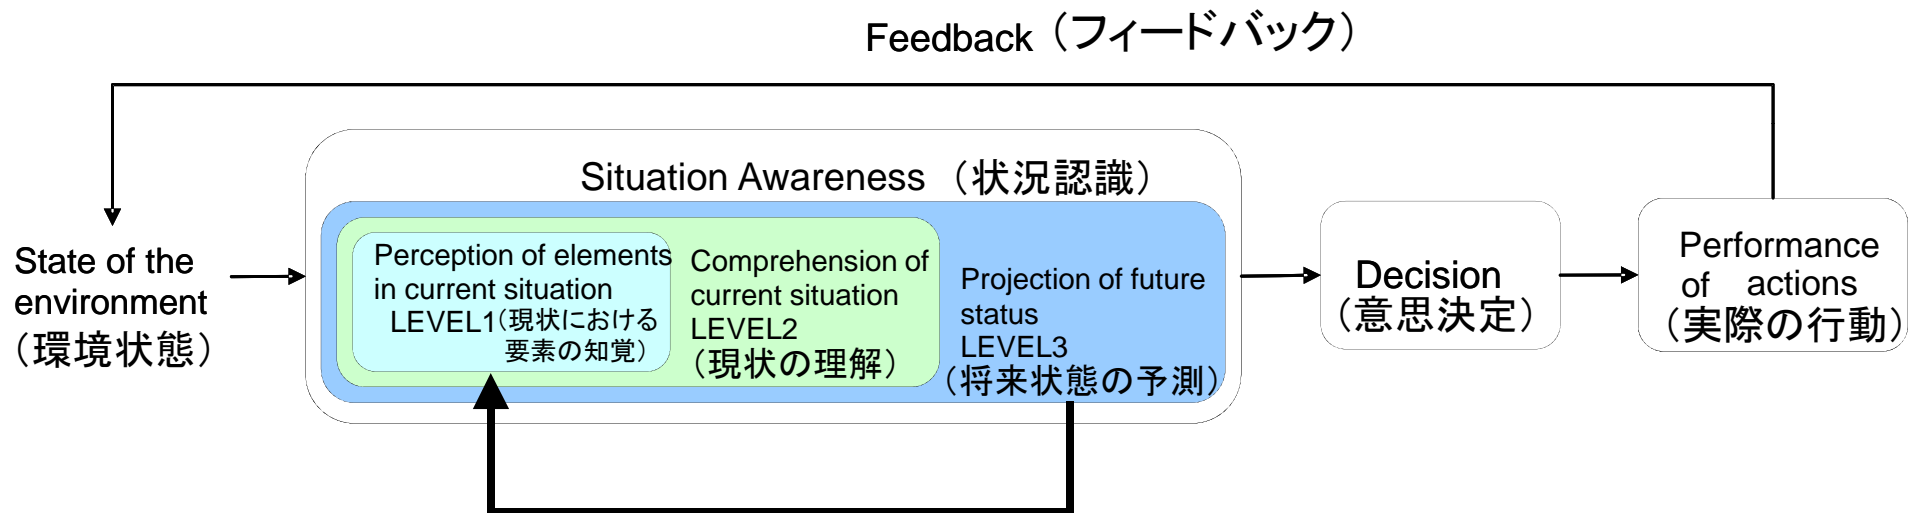 Feedback（フィードバック）
Situation Awareness （状況認識）
State of the
environment
（環境状態）
Perception of elements
in current situation
LEVEL1（現状における
要素の知覚）
Comprehension of
current situation
LEVEL2
（現状の理解）
Projection of future
status
LEVEL3
（将来状態の予測）
Decision
（意思決定）
Performance
of actions
（実際の行動）